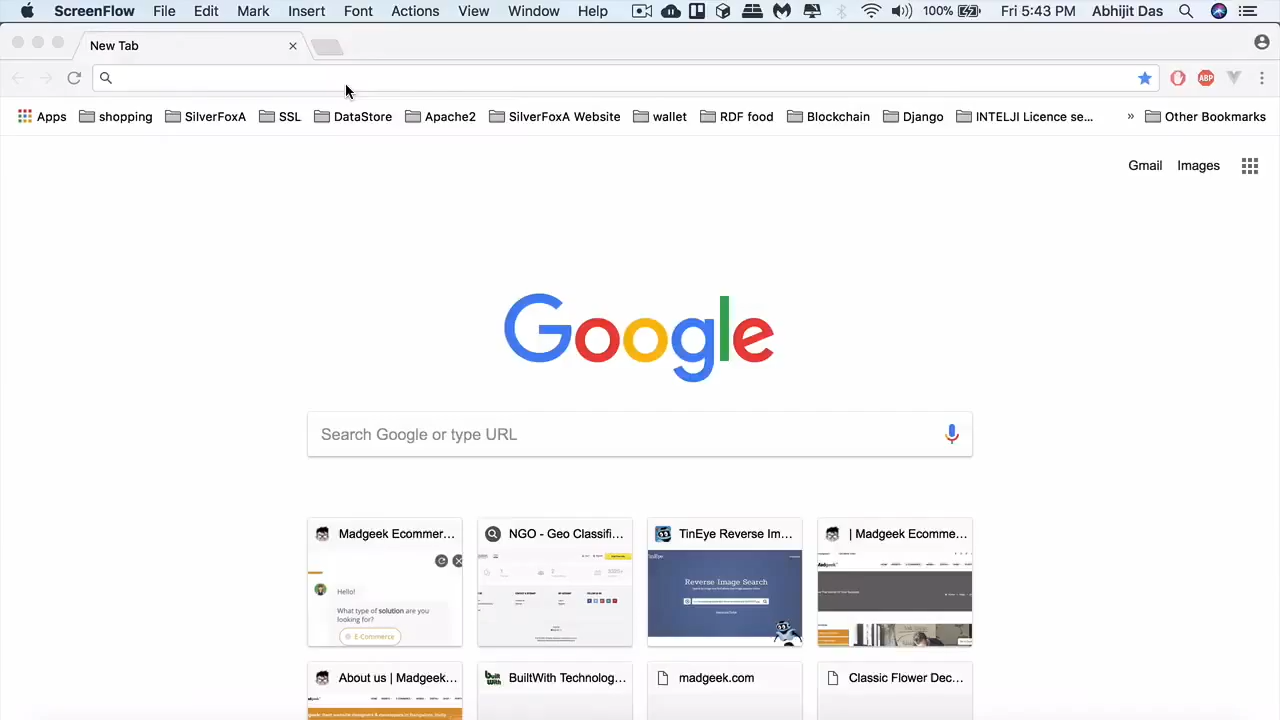 ScreenFlow File Edit Mark Insert Font Actions View Window Help 100% Fri 5:43 PM Abhijit Das
New Tab
Apps shopping SilverFoxA SSL DataStore Apache2 SilverFoxA Website wallet RDF food Blockchain Django INTELJI Licence se... » Other Bookmarks
Gmail Images
Google
Search Google or type URL
Madgeek Ecommer... NGO - Geo Classifi... TinEye Reverse Im... | Madgeek Ecomme...
TinEye
Hello!
Reverse Image Search
What type of solution are you
looking for?
E-Commerce
About us | Madgeek... BuiltWith Technolog... madgeek.com Classic Flower Dec...